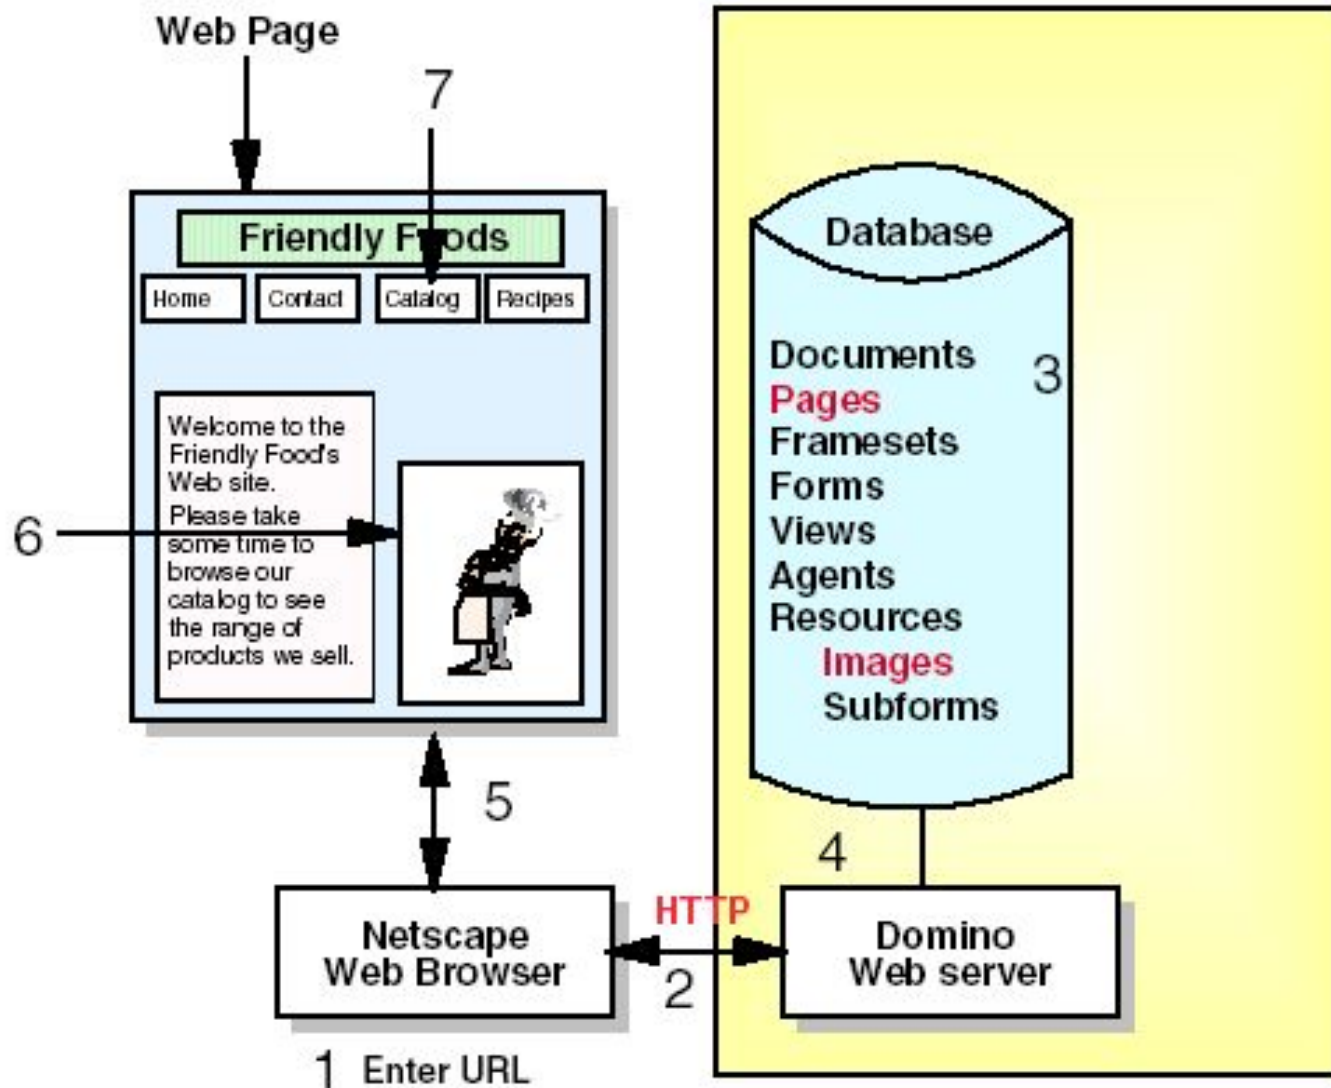 Web Page
7
Friendly Foods
Home
Contact
Catalog
Recipes
Welcome to the
Friendly Food's
Web site.
Please take
some time to
browse our
catalog to see
the range of
products we sell.
6
5
Netscape
Web Browser
1 Enter URL
HTTP
2
Database
Documents
3
Pages
Framesets
Forms
Views
Agents
Resources
Images
Subforms
4
Domino
Web server